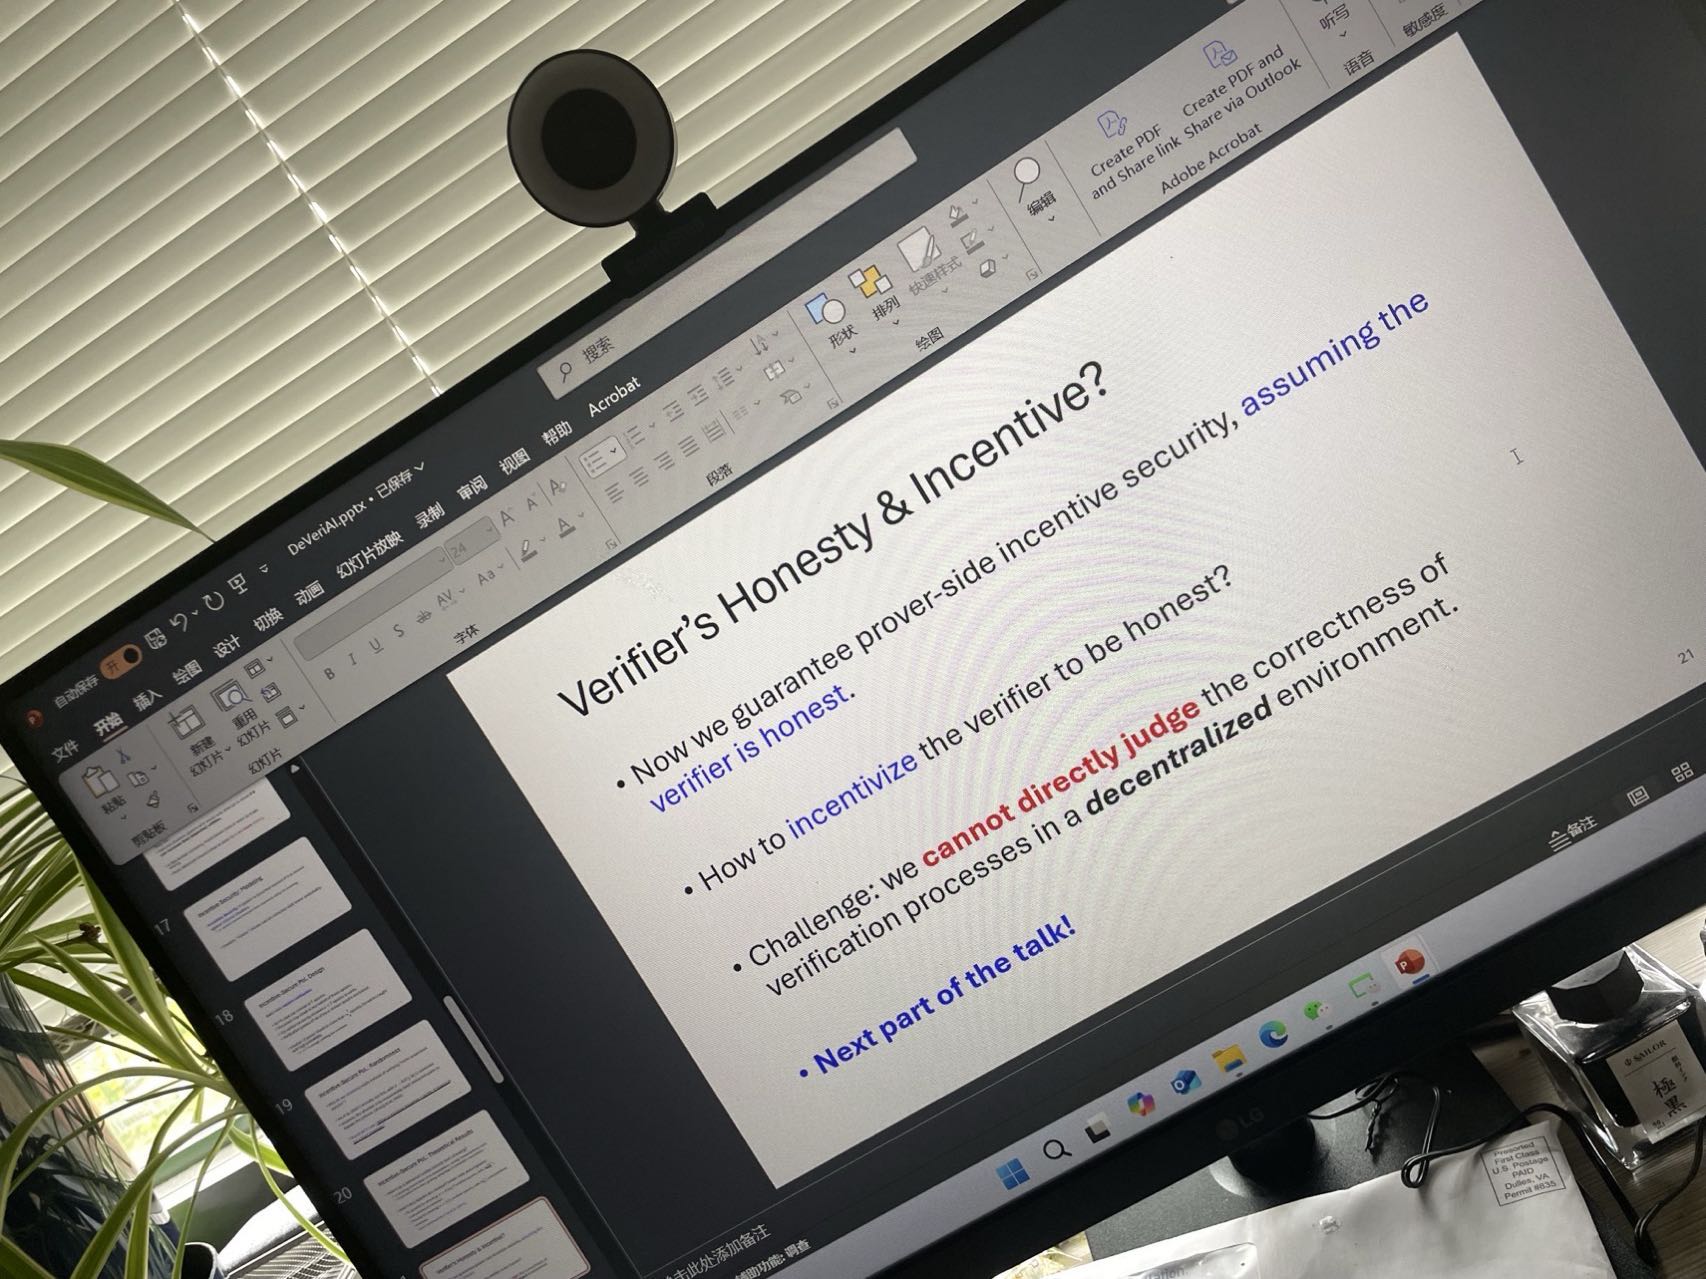 自动保存 开
DeVeriAI.pptx • 已保存
搜索
文件 开始 插入 绘图 设计 切换 动画 幻灯片放映 录制 审阅 视图 帮助 Acrobat
粘贴
剪贴板
新建
幻灯片
重用
幻灯片
幻灯片
24
B I U S ab AV Aa A
A A A
字体
段落
形状
排列
快速样式
绘图
编辑
Create PDF
and Share link
Create PDF and
Share via Outlook
Adobe Acrobat
听写
语音
敏感度
17
Incentive Security: Modeling
18
Incentive-Secure PoL: Design
19
Incentive-Secure PoL: Randomness
20
Incentive-Secure PoL: Theoretical Results
Verifier's Honesty & Incentive?
Verifier's Honesty & Incentive?
• Now we guarantee prover-side incentive security, assuming the
verifier is honest.
• How to incentivize the verifier to be honest?
• Challenge: we cannot directly judge the correctness of
verification processes in a decentralized environment.
• Next part of the talk!
21
单击此处添加备注
辅助功能: 调查
备注
LG
SAILOR
極黒
Presorted
First Class
U.S. Postage
PAID
Dulles, VA
Permit #635